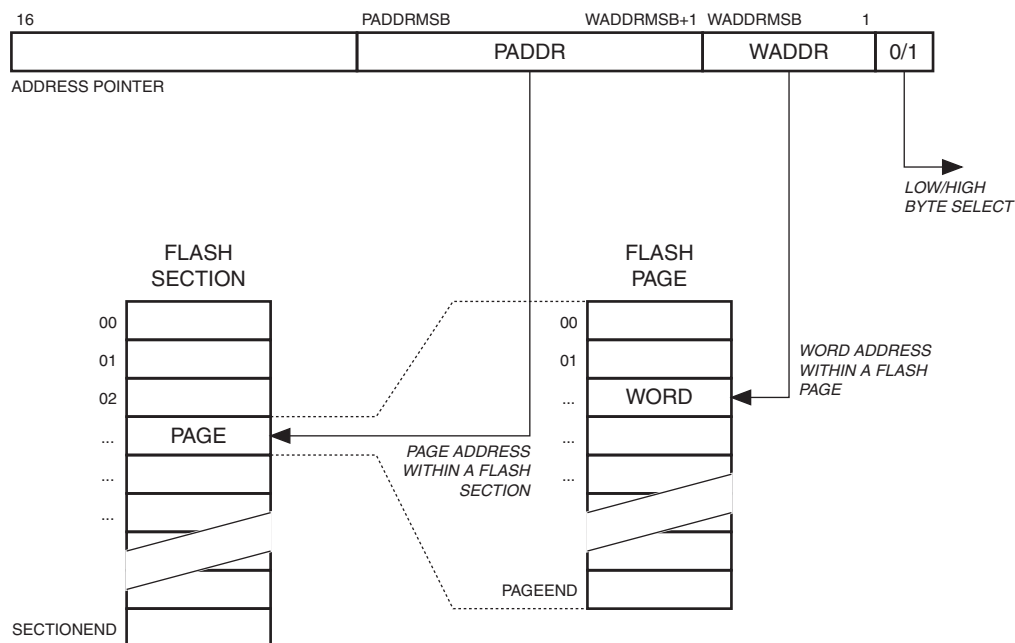 16 PADDRMSB WADDRMSB+1 WADDRMSB 1
PADDR WADDR 0/1
ADDRESS POINTER
LOW/HIGH
BYTE SELECT
FLASH
SECTION
00
01
02
...
PAGE
...
...
SECTIONEND
PAGE ADDRESS
WITHIN A FLASH
SECTION
FLASH
PAGE
00
01
...
WORD
...
...
PAGEEND
WORD ADDRESS
WITHIN A FLASH
PAGE